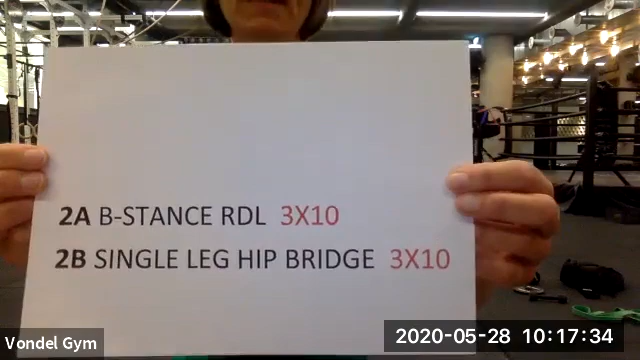 2A B-STANCE RDL 3X10
2B SINGLE LEG HIP BRIDGE 3X10
Vondel Gym
2020-05-28 10:17:34